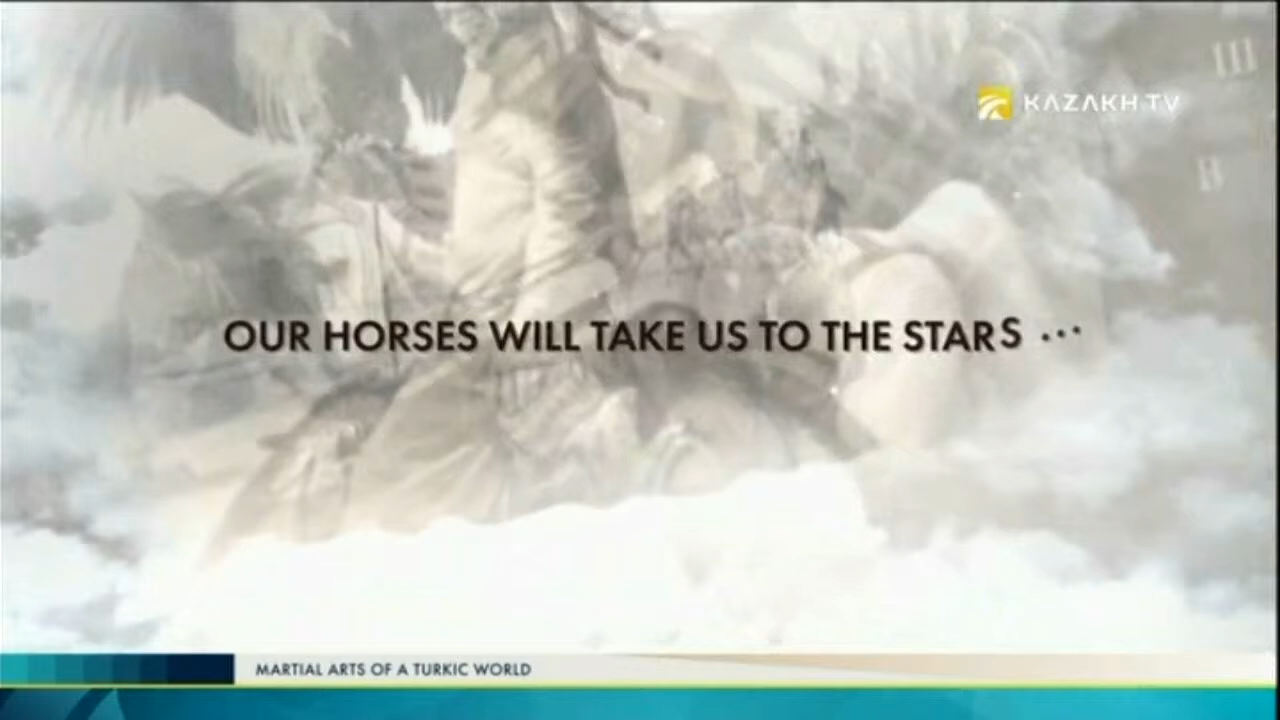 KAZAKH TV
OUR HORSES WILL TAKE US TO THE STARS ...
MARTIAL ARTS OF A TURKIC WORLD